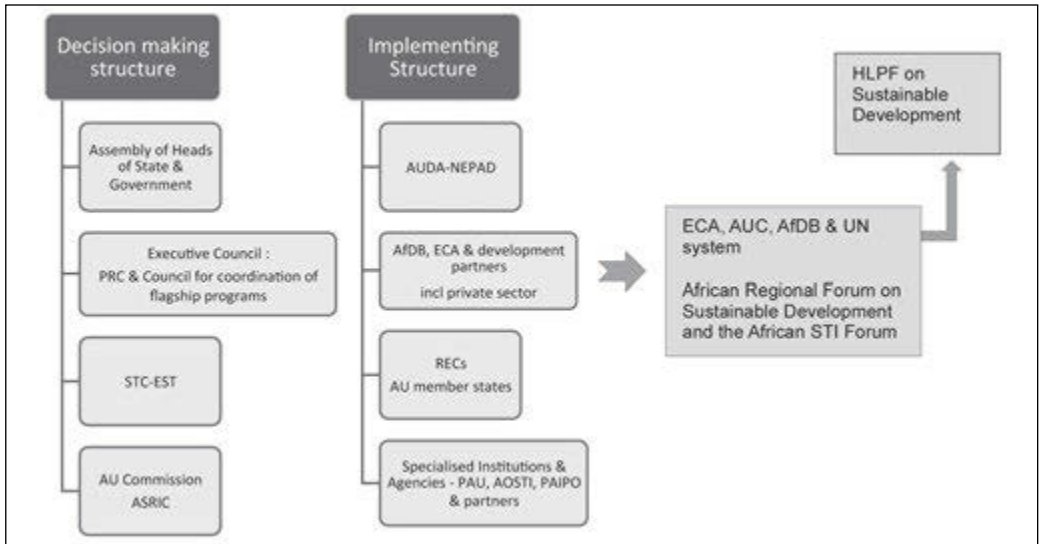 Decision making
structure
Assembly of Heads
of State &
Government
Executive Council :
PRC & Council for coordination of
flagship programs
STC-EST
AU Commission
ASRIC
Implementing
Structure
AUDA-NEPAD
AfDB, ECA & development
partners
incl private sector
RECs
AU member states
Specialised Institutions &
Agencies - PAU, AOSTI, PAIPO
& partners
ECA, AUC, AfDB & UN
system
African Regional Forum on
Sustainable Development
and the African STI Forum
HLPF on
Sustainable
Development